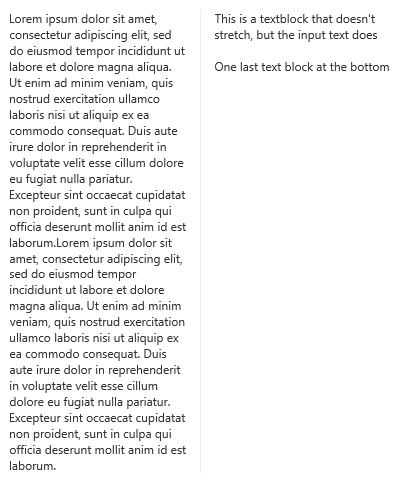 Lorem ipsum dolor sit amet,
consectetur adipiscing elit, sed
do eiusmod tempor incididunt ut
labore et dolore magna aliqua.
Ut enim ad minim veniam, quis
nostrud exercitation ullamco
laboris nisi ut aliquip ex ea
commodo consequat. Duis aute
irure dolor in reprehenderit in
voluptate velit esse cillum dolore
eu fugiat nulla pariatur.
Excepteur sint occaecat cupidatat
non proident, sunt in culpa qui
officia deserunt mollit anim id est
laborum.Lorem ipsum dolor sit
amet, consectetur adipiscing elit,
sed do eiusmod tempor
incididunt ut labore et dolore
magna aliqua. Ut enim ad minim
veniam, quis nostrud exercitation
ullamco laboris nisi ut aliquip ex
ea commodo consequat. Duis
aute irure dolor in reprehenderit
in voluptate velit esse cillum
dolore eu fugiat nulla pariatur.
Excepteur sint occaecat cupidatat
non proident, sunt in culpa qui
officia deserunt mollit anim id est
laborum.
This is a textblock that doesn't
stretch, but the input text does
One last text block at the bottom